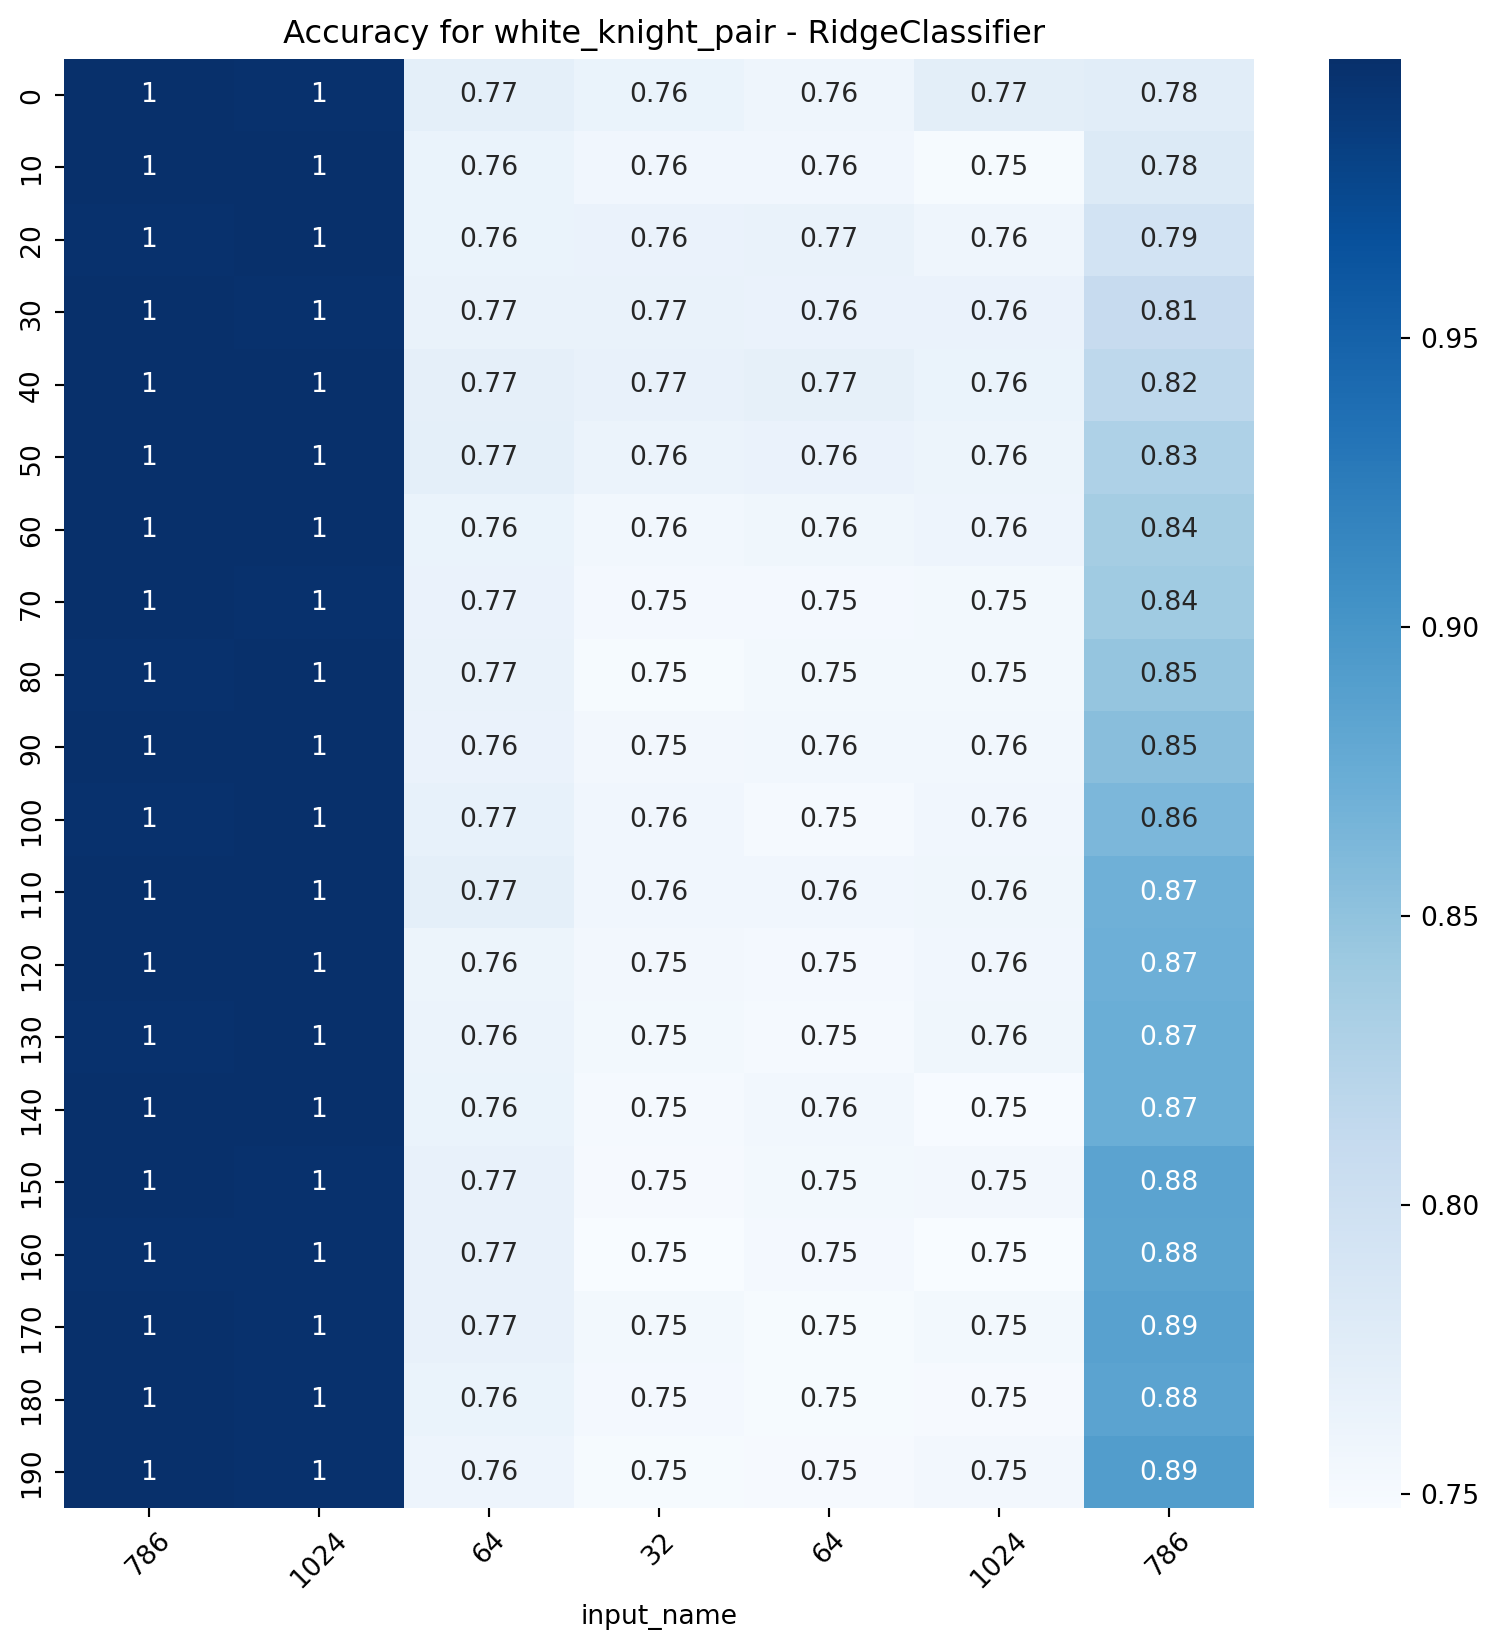 Accuracy for white_knight_pair - RidgeClassifier
0 1 1 0.77 0.76 0.76 0.77 0.78
10 1 1 0.76 0.76 0.76 0.75 0.78
20 1 1 0.76 0.76 0.77 0.76 0.79
30 1 1 0.77 0.77 0.76 0.76 0.81
0.95
40 1 1 0.77 0.77 0.77 0.76 0.82
50 1 1 0.77 0.76 0.76 0.76 0.83
60 1 1 0.76 0.76 0.76 0.76 0.84
70 1 1 0.77 0.75 0.75 0.75 0.84
0.90
80 1 1 0.77 0.75 0.75 0.75 0.85
90 1 1 0.76 0.75 0.76 0.76 0.85
100 1 1 0.77 0.76 0.75 0.76 0.86
110 1 1 0.77 0.76 0.76 0.76 0.87
0.85
120 1 1 0.76 0.75 0.75 0.76 0.87
130 1 1 0.76 0.75 0.75 0.76 0.87
140 1 1 0.76 0.75 0.76 0.75 0.87
150 1 1 0.77 0.75 0.75 0.75 0.88
0.80
160 1 1 0.77 0.75 0.75 0.75 0.88
170 1 1 0.77 0.75 0.75 0.75 0.89
180 1 1 0.76 0.75 0.75 0.75 0.88
190 1 1 0.76 0.75 0.75 0.75 0.89
0.75
786 1024 64 32 64 1024 786
input_name